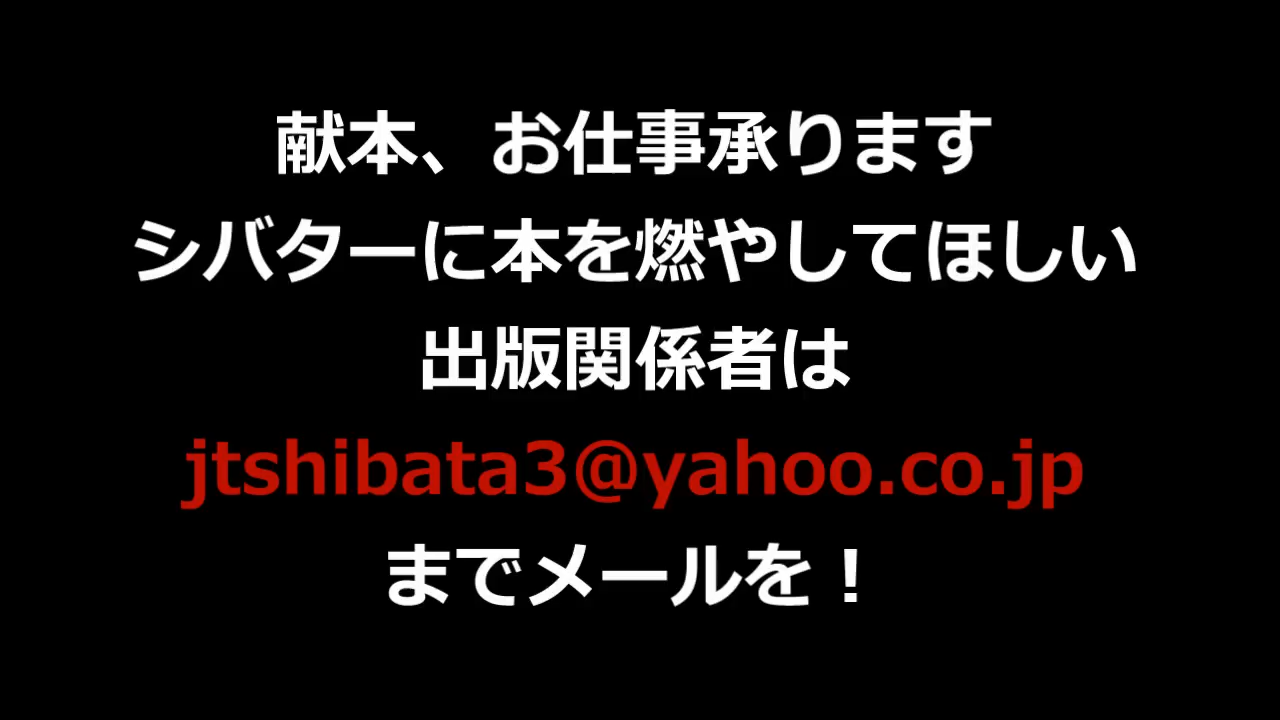 献本、お仕事承ります
シバターに本を燃やしてほしい
出版関係者は
jtshibata3@yahoo.co.jp
までメールを！